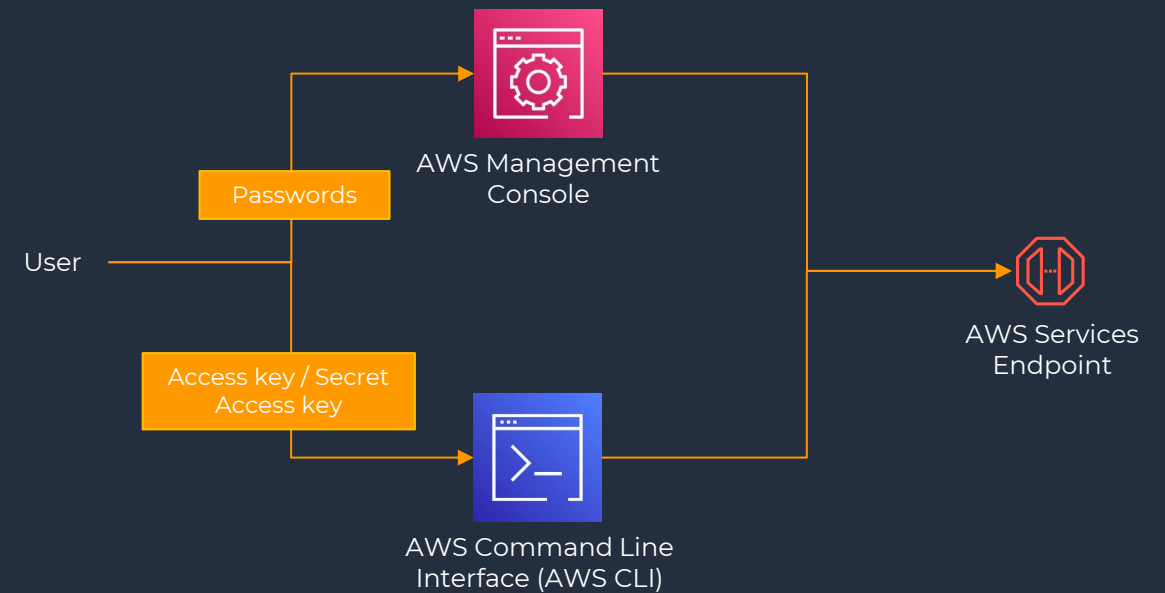 AWS Management
Console
Passwords
User
AWS Services
Endpoint
Access key / Secret
Access key
AWS Command Line
Interface (AWS CLI)